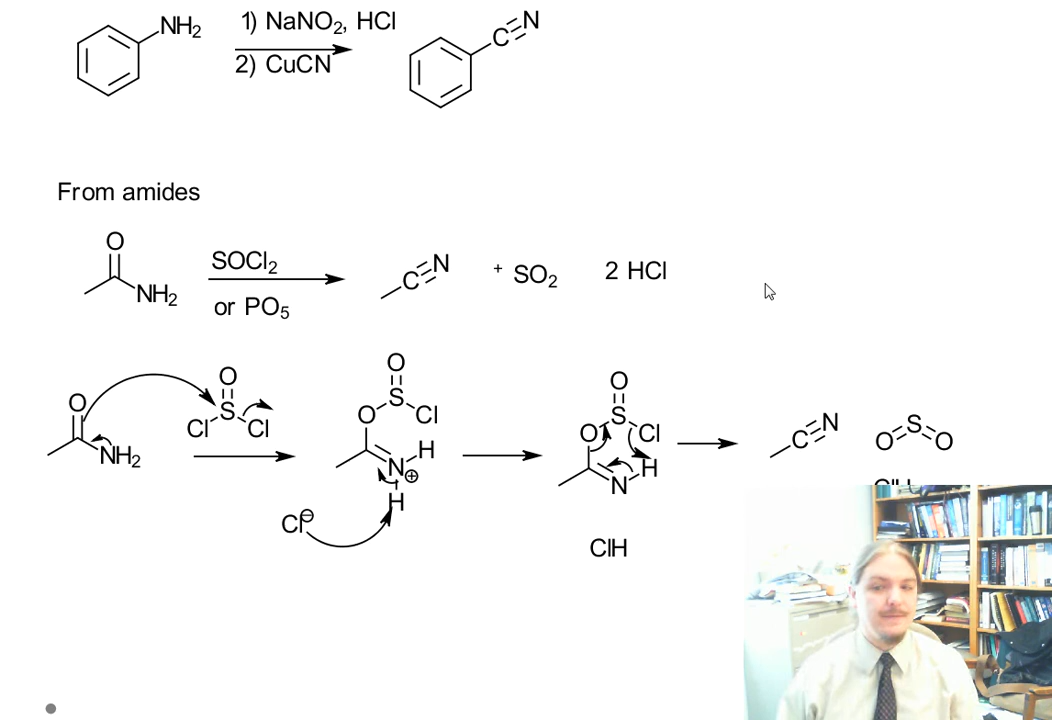 NH₂
1) NaNO₂, HCl
2) CuCN
C≡N
From amides
O
NH₂
SOCl₂
or PO₅
C≡N
+ SO₂
2 HCl
O
NH₂
O
Cl S Cl
O
S
O Cl
H
N⊕
H
Cl⊖
O
S
O Cl
H
N
ClH
C≡N
O=S=O